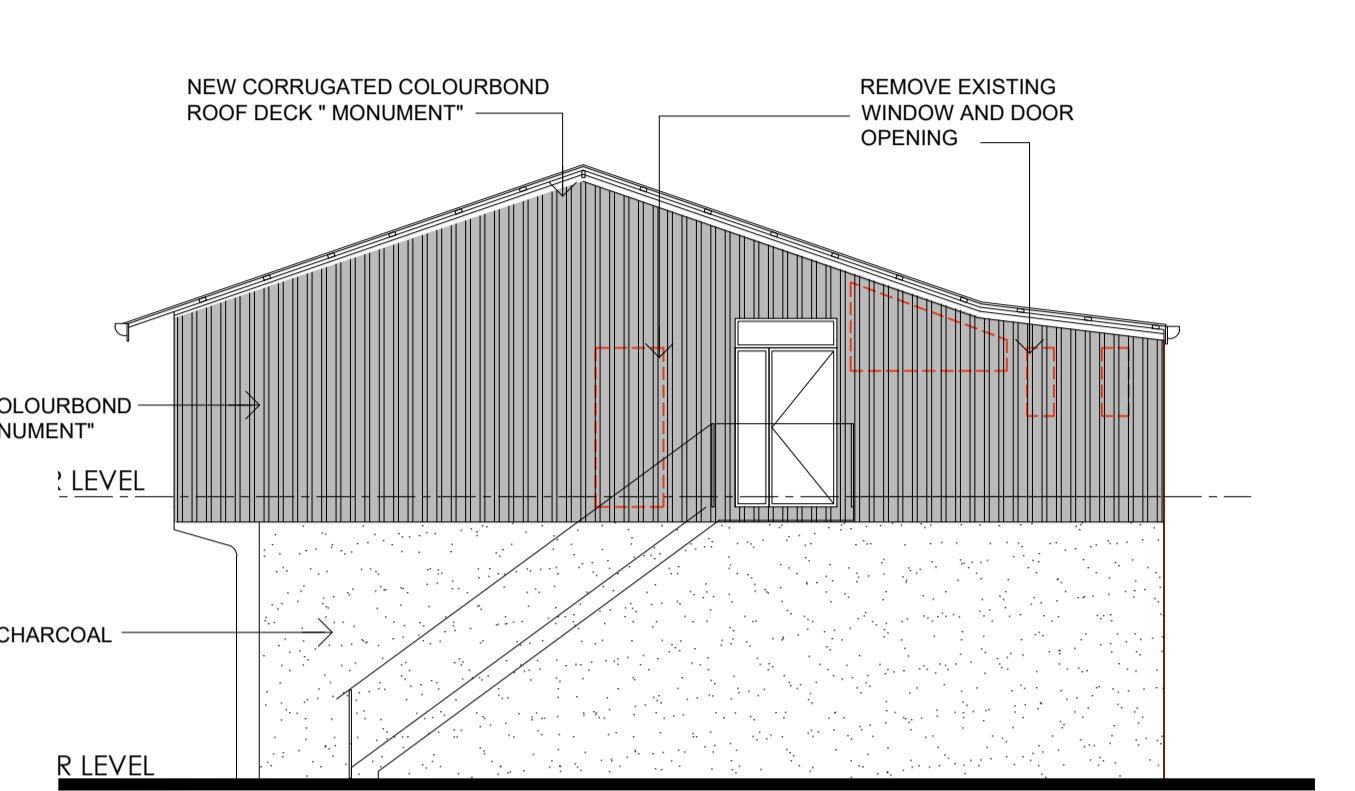 NEW CORRUGATED COLOURBOND
ROOF DECK " MONUMENT"
REMOVE EXISTING
WINDOW AND DOOR
OPENING
OLOURBOND
NUMENT"
R LEVEL
CHARCOAL
R LEVEL